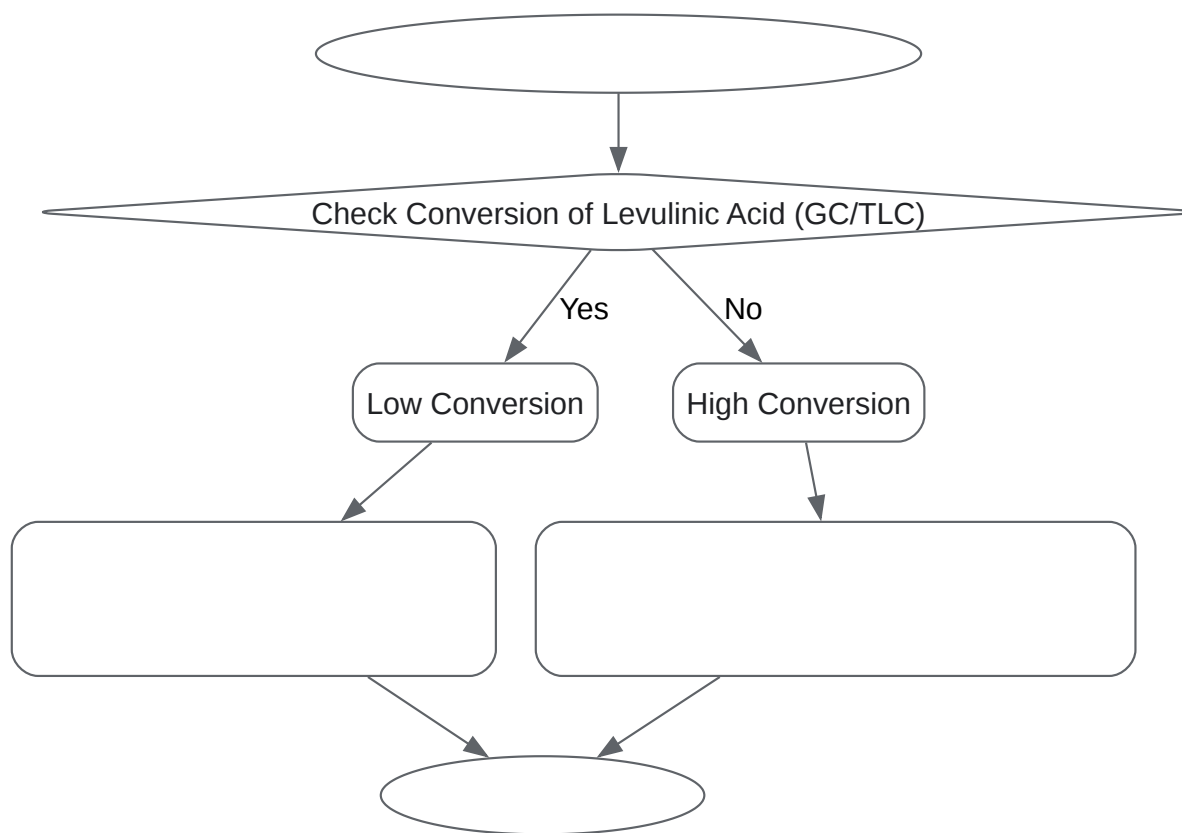 Check Conversion of Levulinic Acid (GC/TLC)
Yes
No
Low Conversion
High Conversion